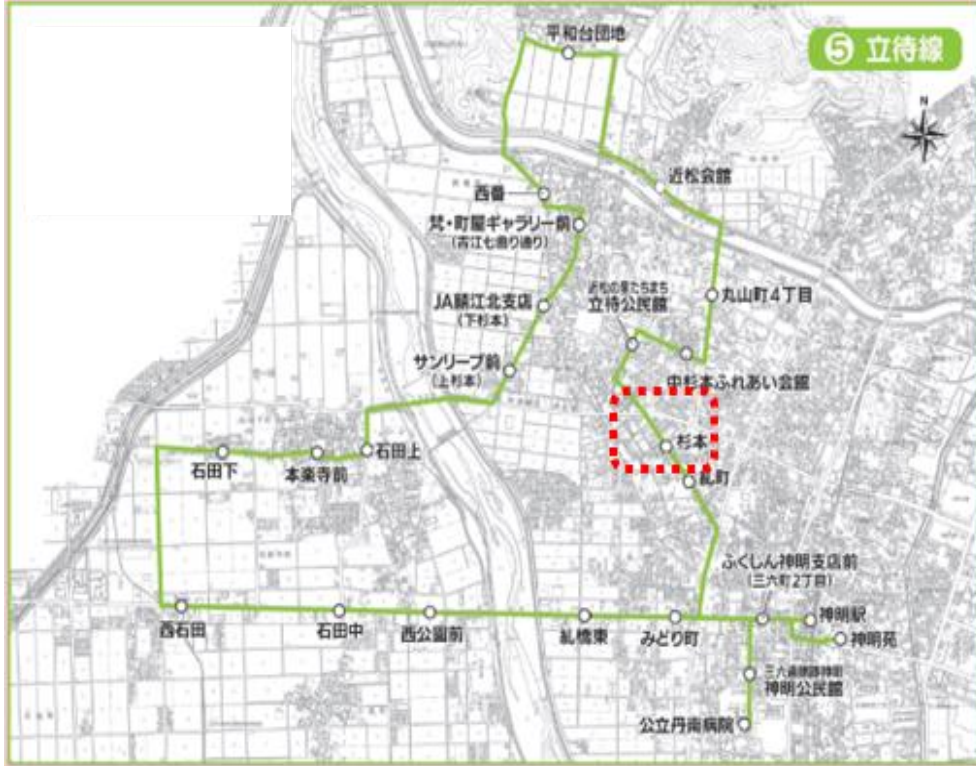 ⑤ 立待線
N
平和台団地
近松会館
西番
梵・町屋ギャラリー前
(吉江七曲り通り)
丸山町4丁目
近松の里たちまち
立待公民館
JA鯖江北支店
(下杉本)
サンリーブ前
(上杉本)
中杉本ふれあい会館
杉本
石田上
石田下
本楽寺前
乱町
ふくしん神明支店前
(三六町2丁目)
西石田
石田中
西公園前
乱橋東
みどり町
神明駅
神明苑
神明公民館
公立丹南病院